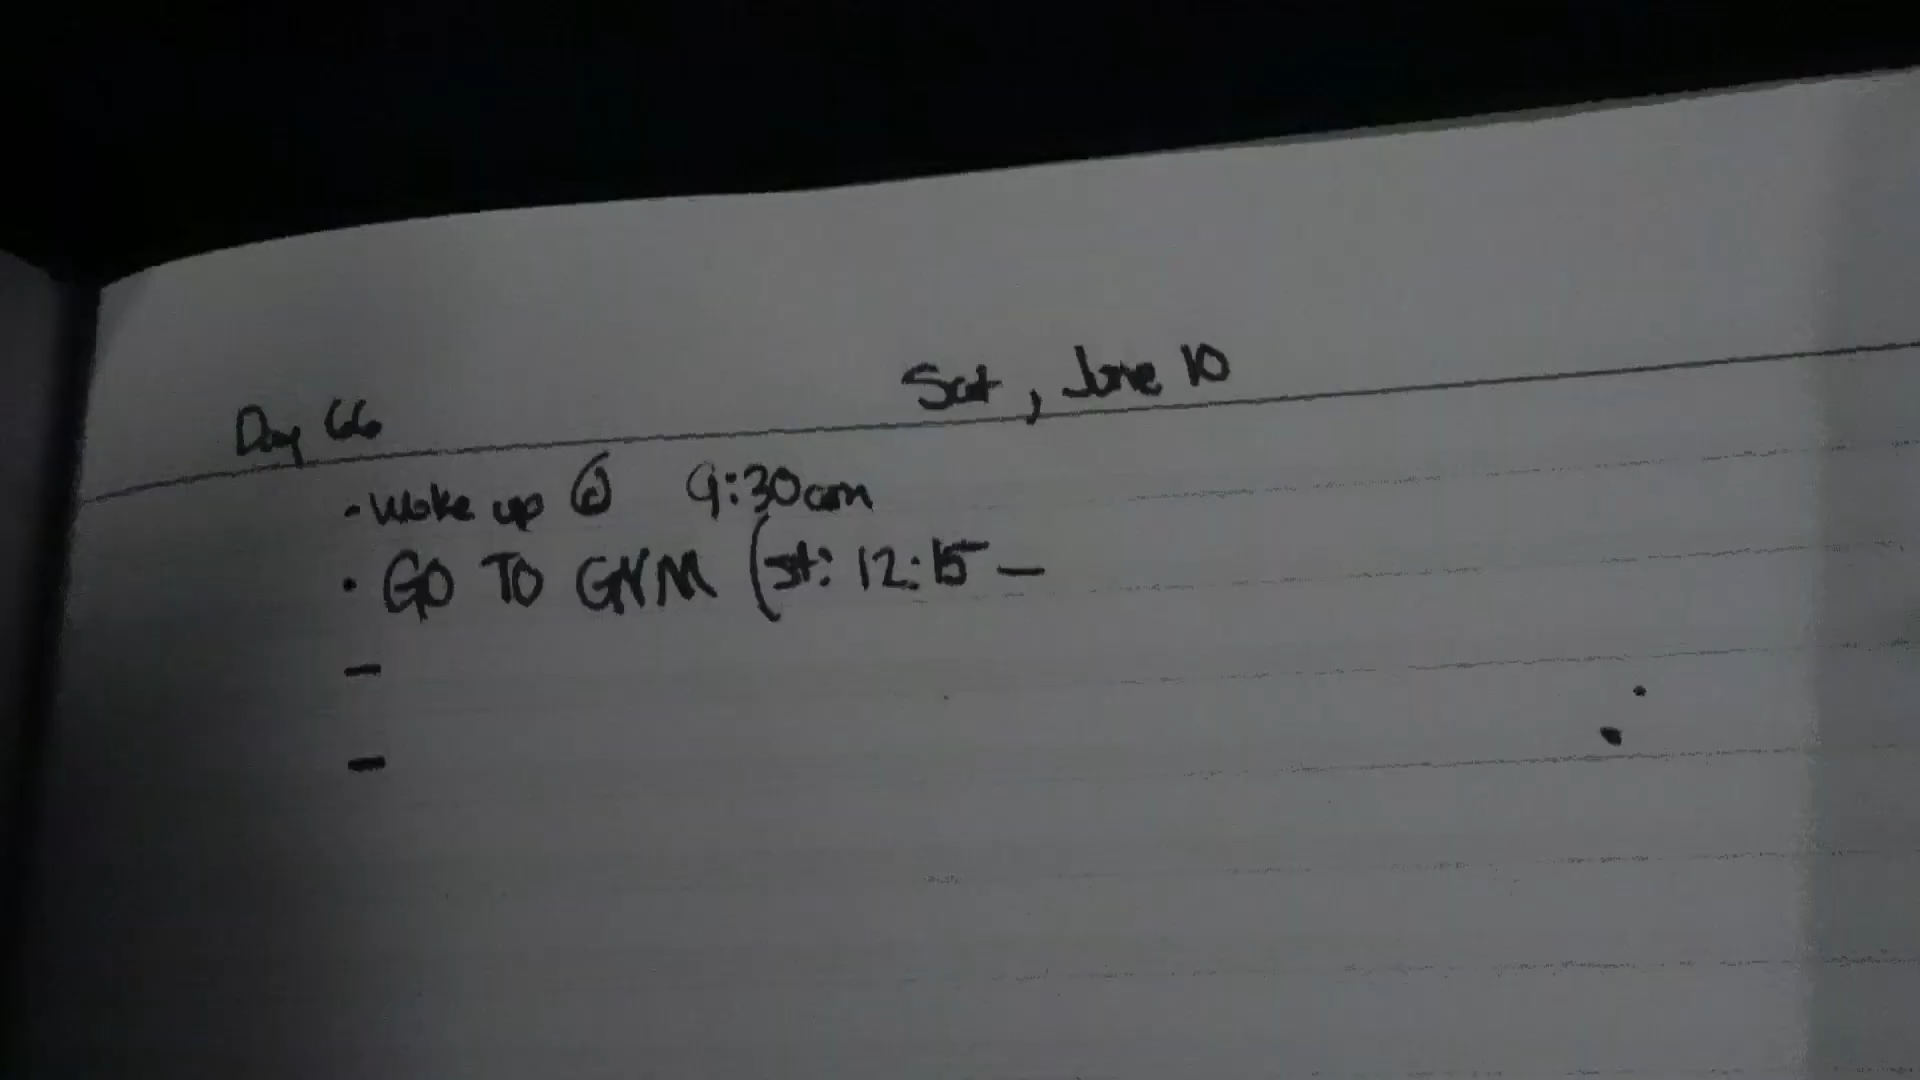 Day 66
Sat, June 10
• Woke up @ 9:30am
• GO TO GYM (st: 12:15 —
—
—